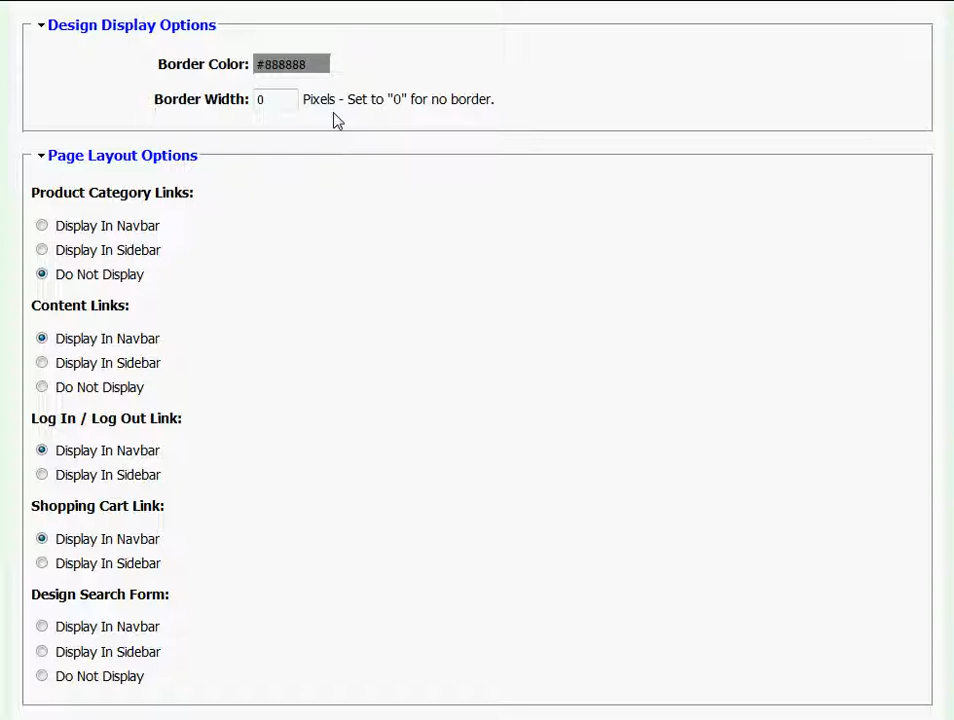 Design Display Options
Border Color: #888888
Border Width: 0 Pixels - Set to "0" for no border.
Page Layout Options
Product Category Links:
Display In Navbar
Display In Sidebar
Do Not Display
Content Links:
Display In Navbar
Display In Sidebar
Do Not Display
Log In / Log Out Link:
Display In Navbar
Display In Sidebar
Shopping Cart Link:
Display In Navbar
Display In Sidebar
Design Search Form:
Display In Navbar
Display In Sidebar
Do Not Display